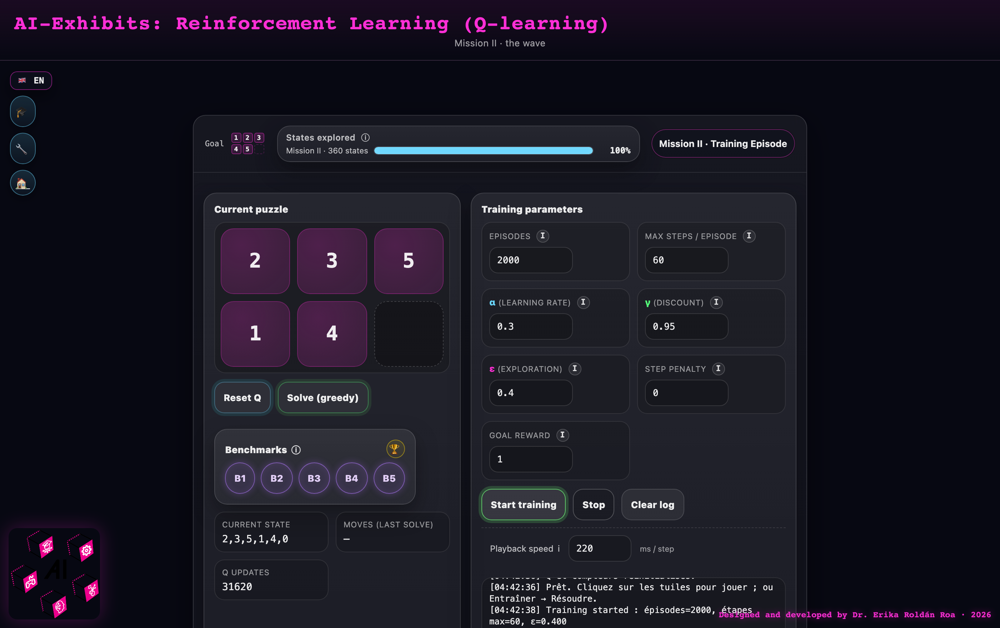 AI-Exhibits: Reinforcement Learning (Q-learning)
Mission II · the wave
EN
Goal
1 2 3
4 5
States explored ⓘ
Mission II · 360 states
100%
Mission II · Training Episode
Current puzzle
2 3 5
1 4
Reset Q
Solve (greedy)
Benchmarks ⓘ
B1 B2 B3 B4 B5
CURRENT STATE
2,3,5,1,4,0
MOVES (LAST SOLVE)
—
Q UPDATES
31620
Training parameters
EPISODES I
2000
MAX STEPS / EPISODE I
60
α (LEARNING RATE) I
0.3
γ (DISCOUNT) I
0.95
ε (EXPLORATION) I
0.4
STEP PENALTY I
0
GOAL REWARD I
1
Start training
Stop
Clear log
Playback speed i
220
ms / step
[04:42:36] Q et compteurs réinitialisés.
[04:42:36] Prêt. Cliquez sur les tuiles pour jouer ; ou
Entraîner → Résoudre.
[04:42:38] Training started : épisodes=2000, étapes
max=60, ε=0.400
AI
Designed and developed by Dr. Erika Roldán Roa · 2026